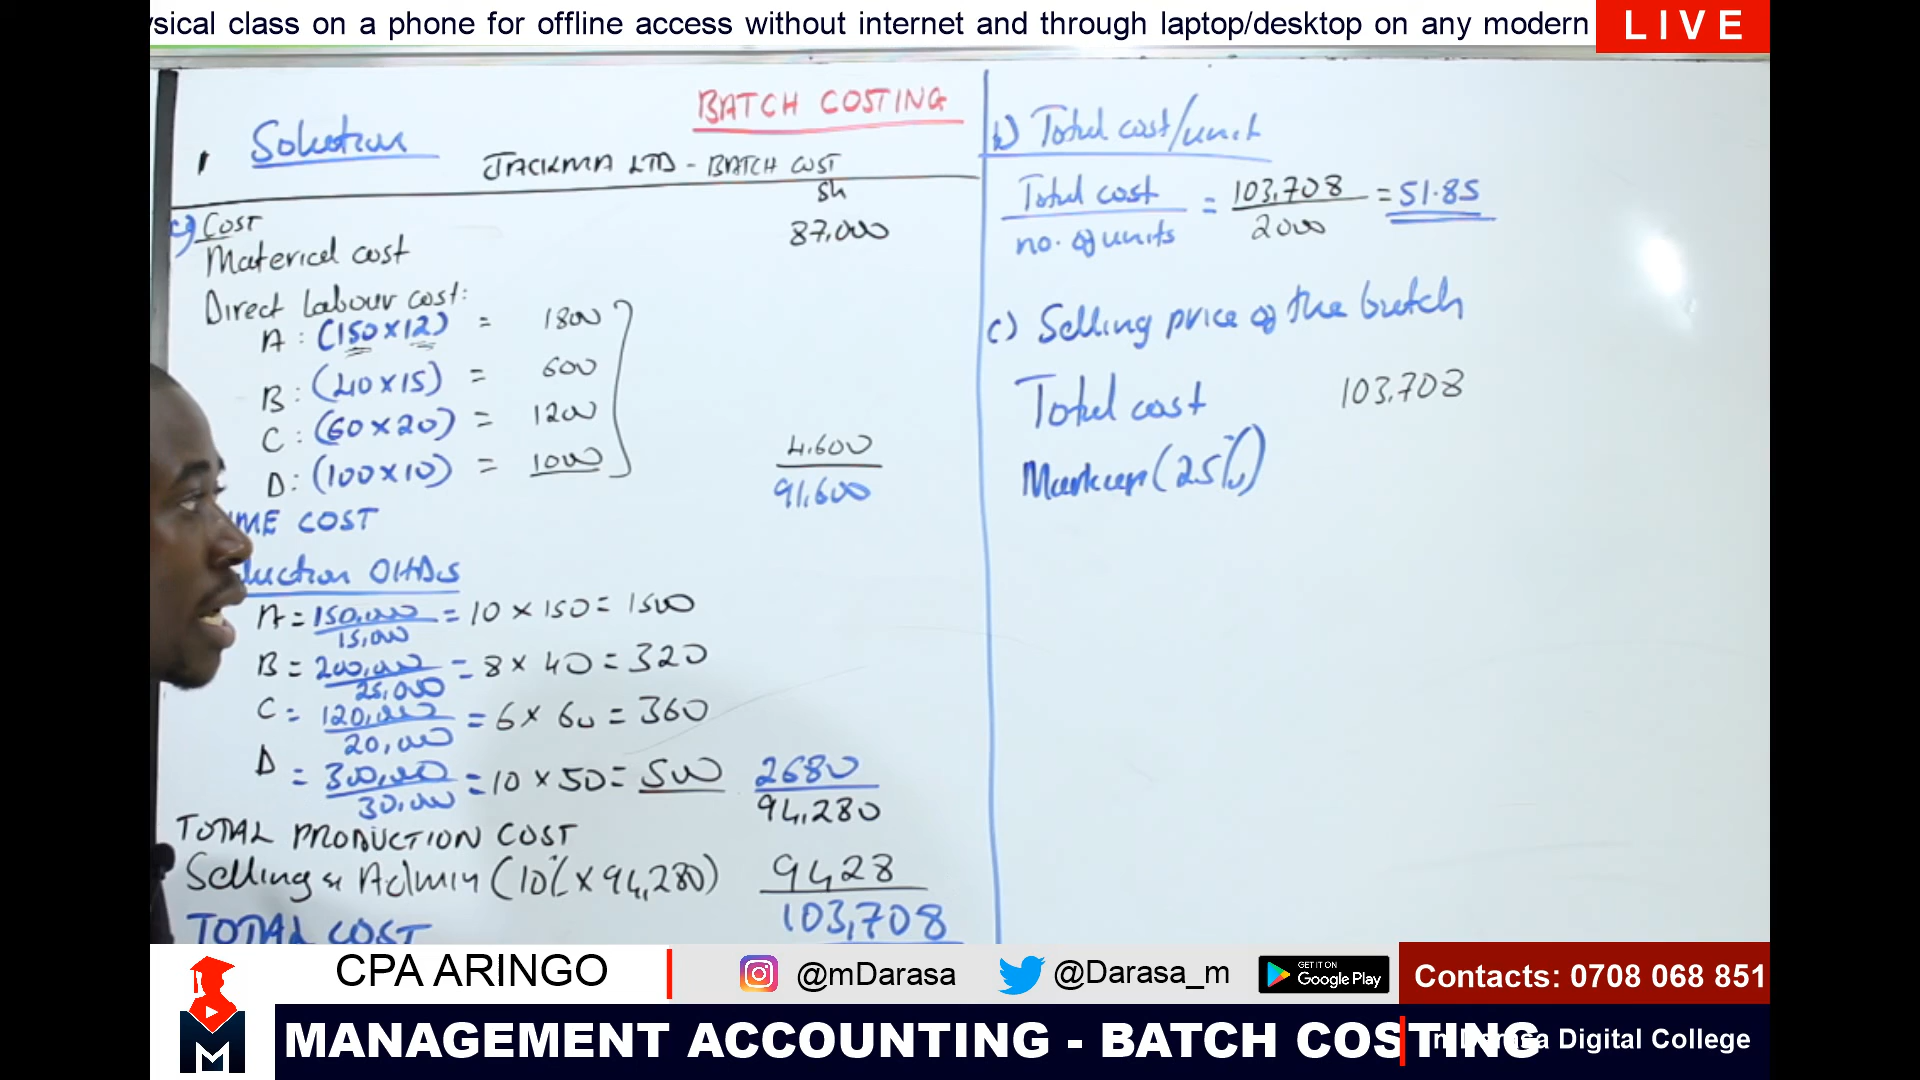 ysical class on a phone for offline access without internet and through laptop/desktop on any modern
LIVE
BATCH COSTING
Solution
1
JACKMA LTD - BATCH COST
sh
a) Cost
Material cost 87,000
Direct Labour cost:
A: (150 x 12) = 1800
B: (40 x 15) = 600
C: (60 x 20) = 1200
D: (100 x 10) = 1000 4,600
91,600
IME COST
duction OHDs
A = 150,000 / 15,000 = 10 x 150 = 1500
B = 200,000 / 25,000 = 8 x 40 = 320
C = 120,000 / 20,000 = 6 x 60 = 360
D = 300,000 / 30,000 = 10 x 50 = 500 2680
94,280
TOTAL PRODUCTION COST
Selling & Admin (10% x 94,280) 9428
103,708
TOTAL COST
b) Total cost/unit
Total cost / no. of units = 103,708 / 2000 = 51.85
c) Selling price of the batch
Total cost 103,708
Markup (25%)
CPA ARINGO
@mDarasa
@Darasa_m
GET IT ON
Google Play
Contacts: 0708 068 851
M
MANAGEMENT ACCOUNTING - BATCH COSTING
m Darasa Digital College